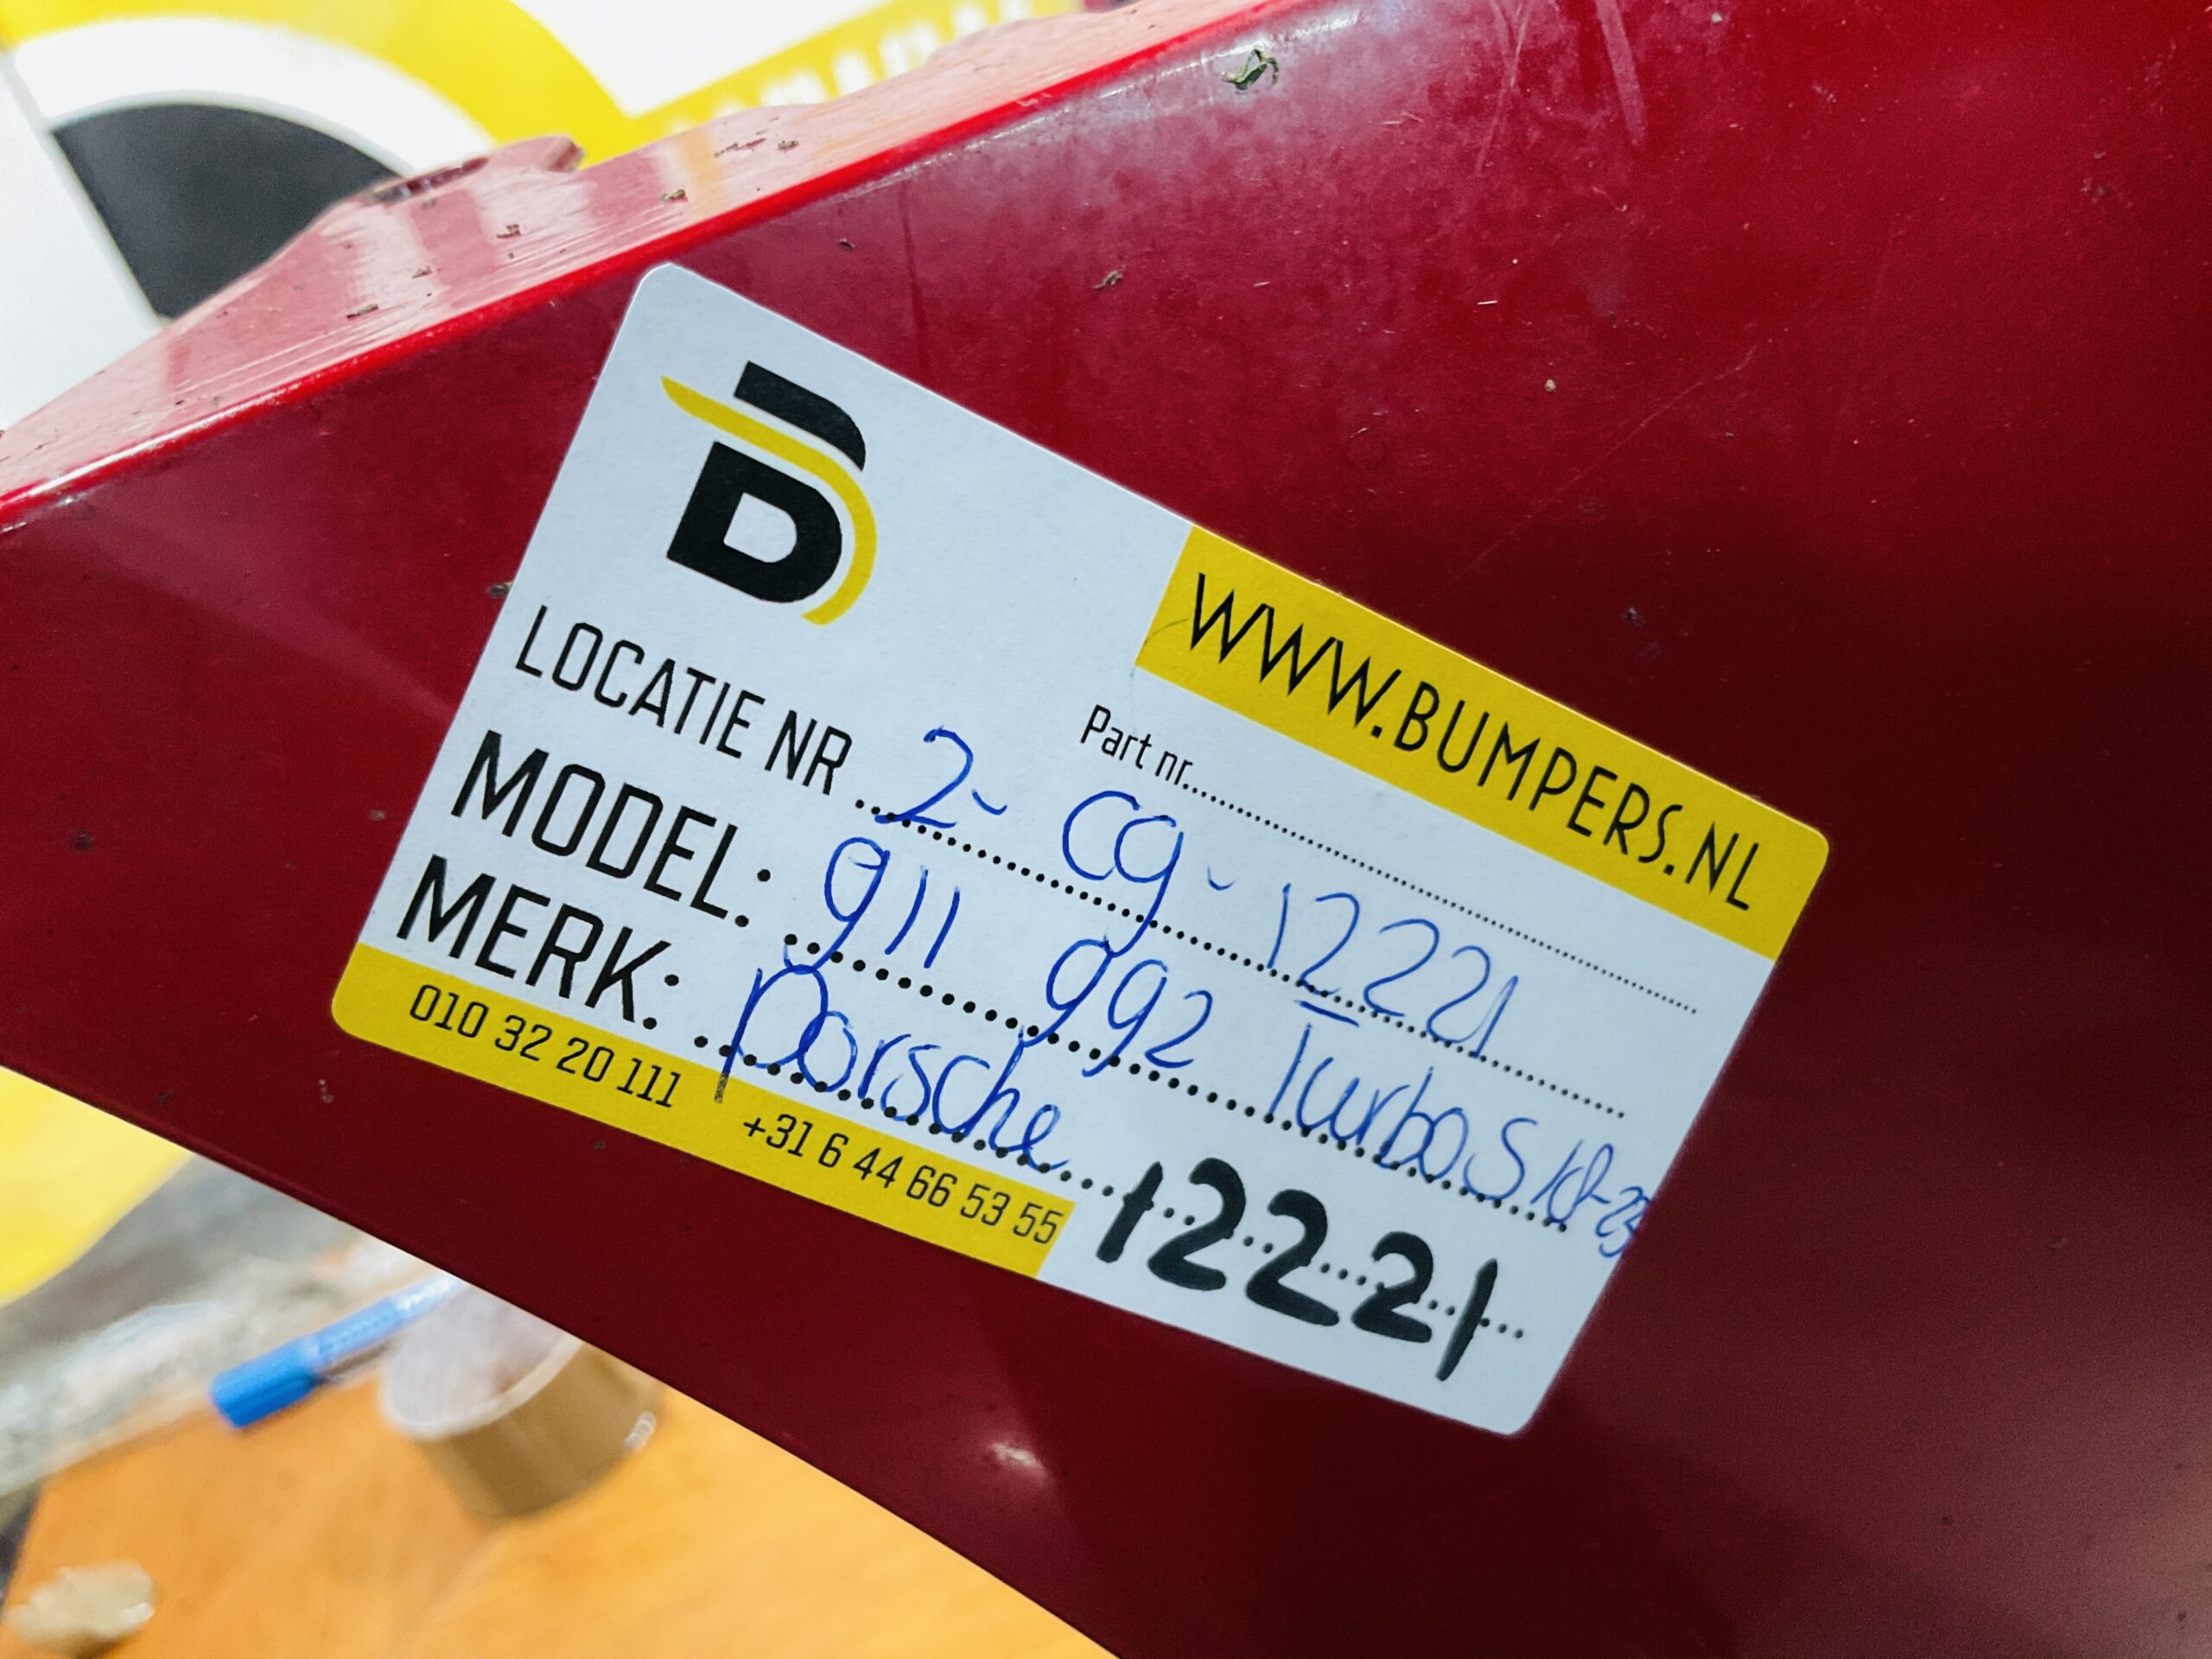 WWW.BUMPERS.NL
Part nr.
LOCATIE NR 2- C9- 12221
MODEL: 911 992 Turbo S 18-23
MERK: porsche
12221
010 32 20 111 +31 6 44 66 53 55